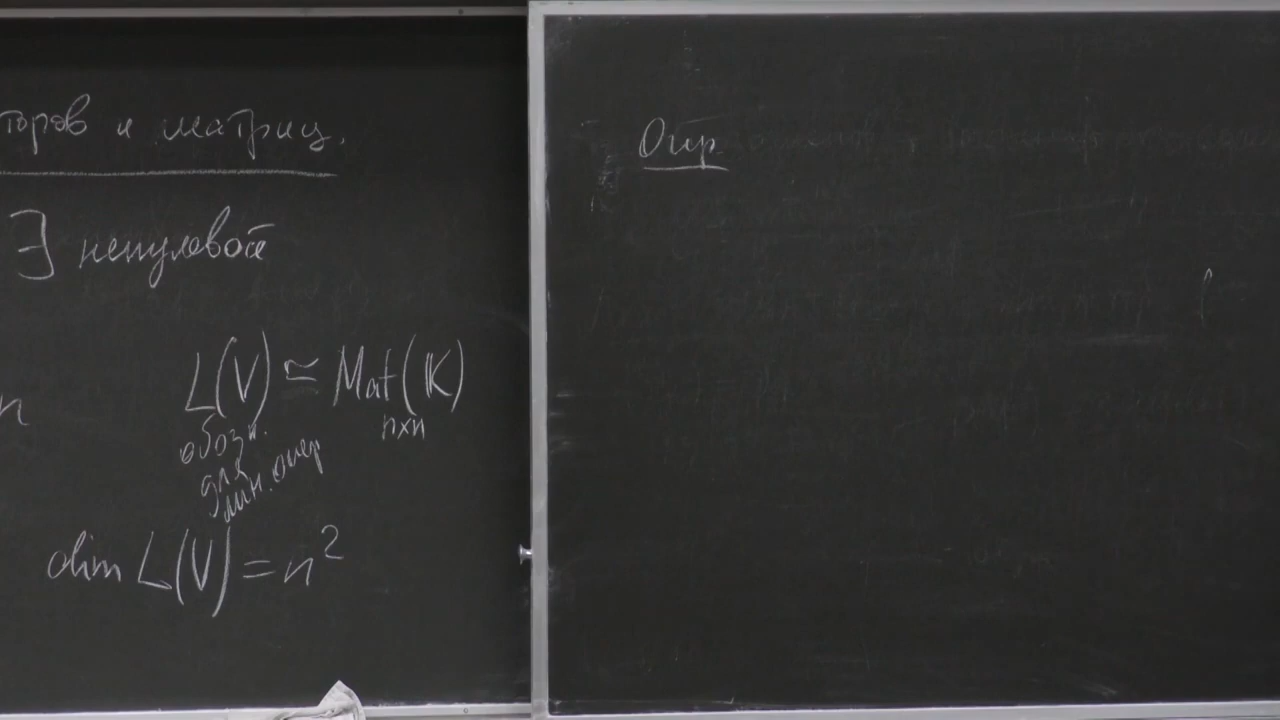 торов и матриц.
∃ ненулевой
n
L(V) ≃ Mat(K)
n×n
обозн.
для
лин. опер
dim L(V) = n²
Опр